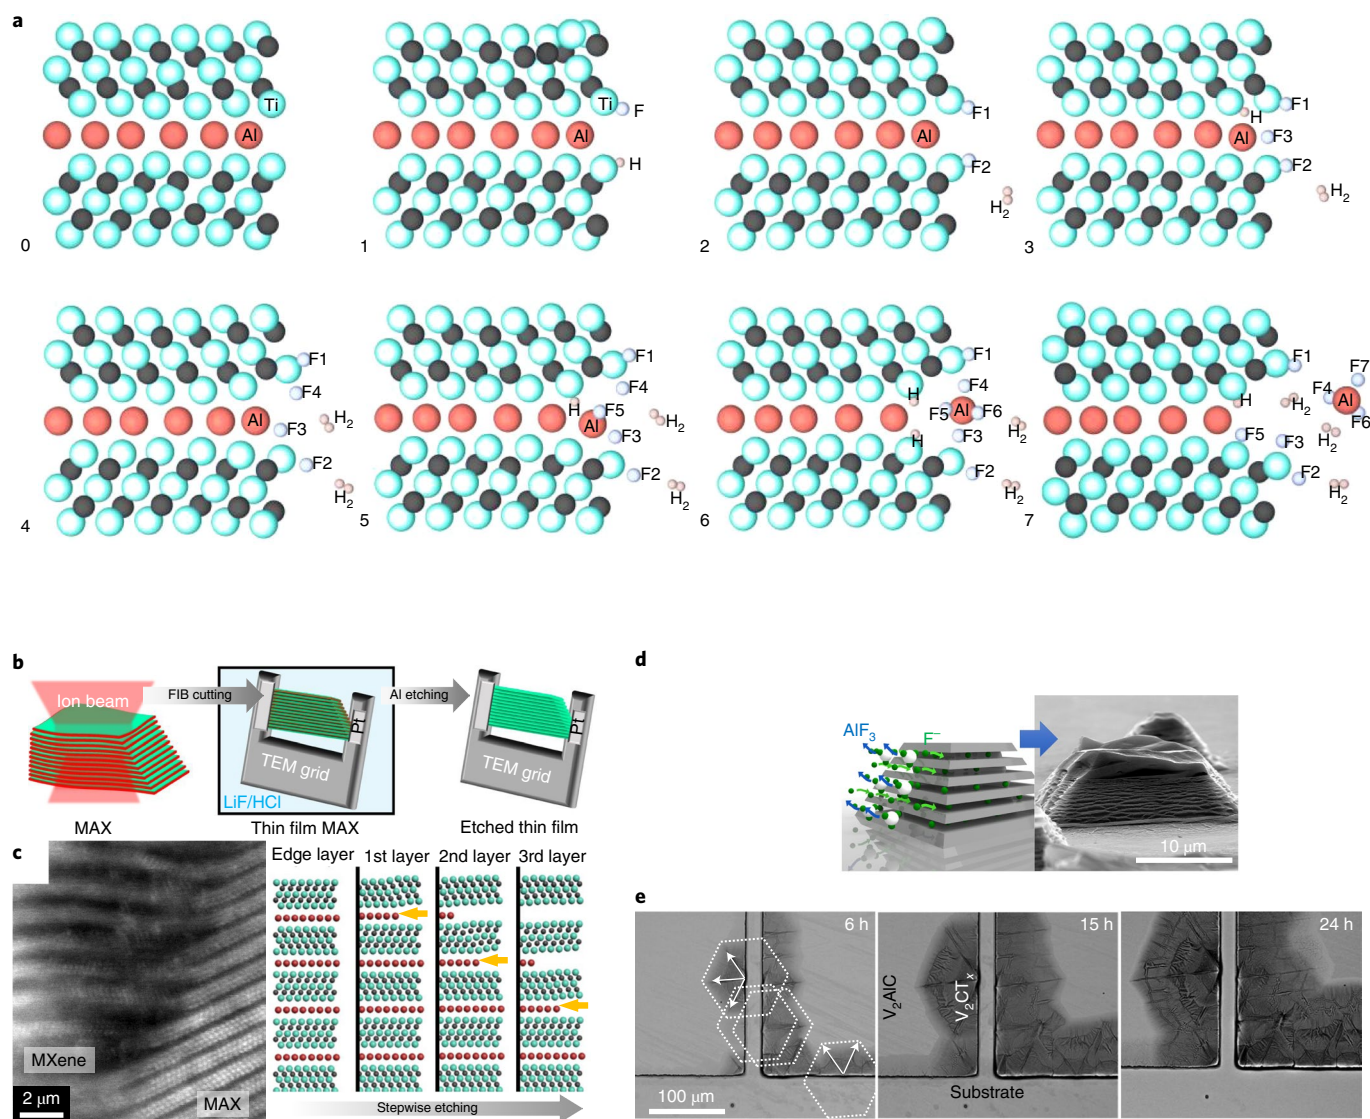 a
Ti
Al
0
Ti
F
Al
H
1
F1
Al
F2
H2
2
F1
H
Al
F3
F2
H2
3
F1
F4
Al
H2
F3
F2
H2
4
F1
F4
H
F5
Al
H2
F3
F2
H2
5
F1
F4
H
F5
Al
F6
H
F3
H2
F2
H2
6
F1
F7
F4
Al
H
H2
F6
H2
F5
F3
F2
H2
7
b
Ion beam
FIB cutting
Pt
TEM grid
LiF/HCl
Al etching
Pt
TEM grid
MAX
Thin film MAX
Etched thin film
c
MXene
2 μm
MAX
Edge layer
1st layer
2nd layer
3rd layer
Stepwise etching
d
AlF3
F−
10 μm
e
6 h
100 μm
15 h
V2AlC
V2CTx
Substrate
24 h